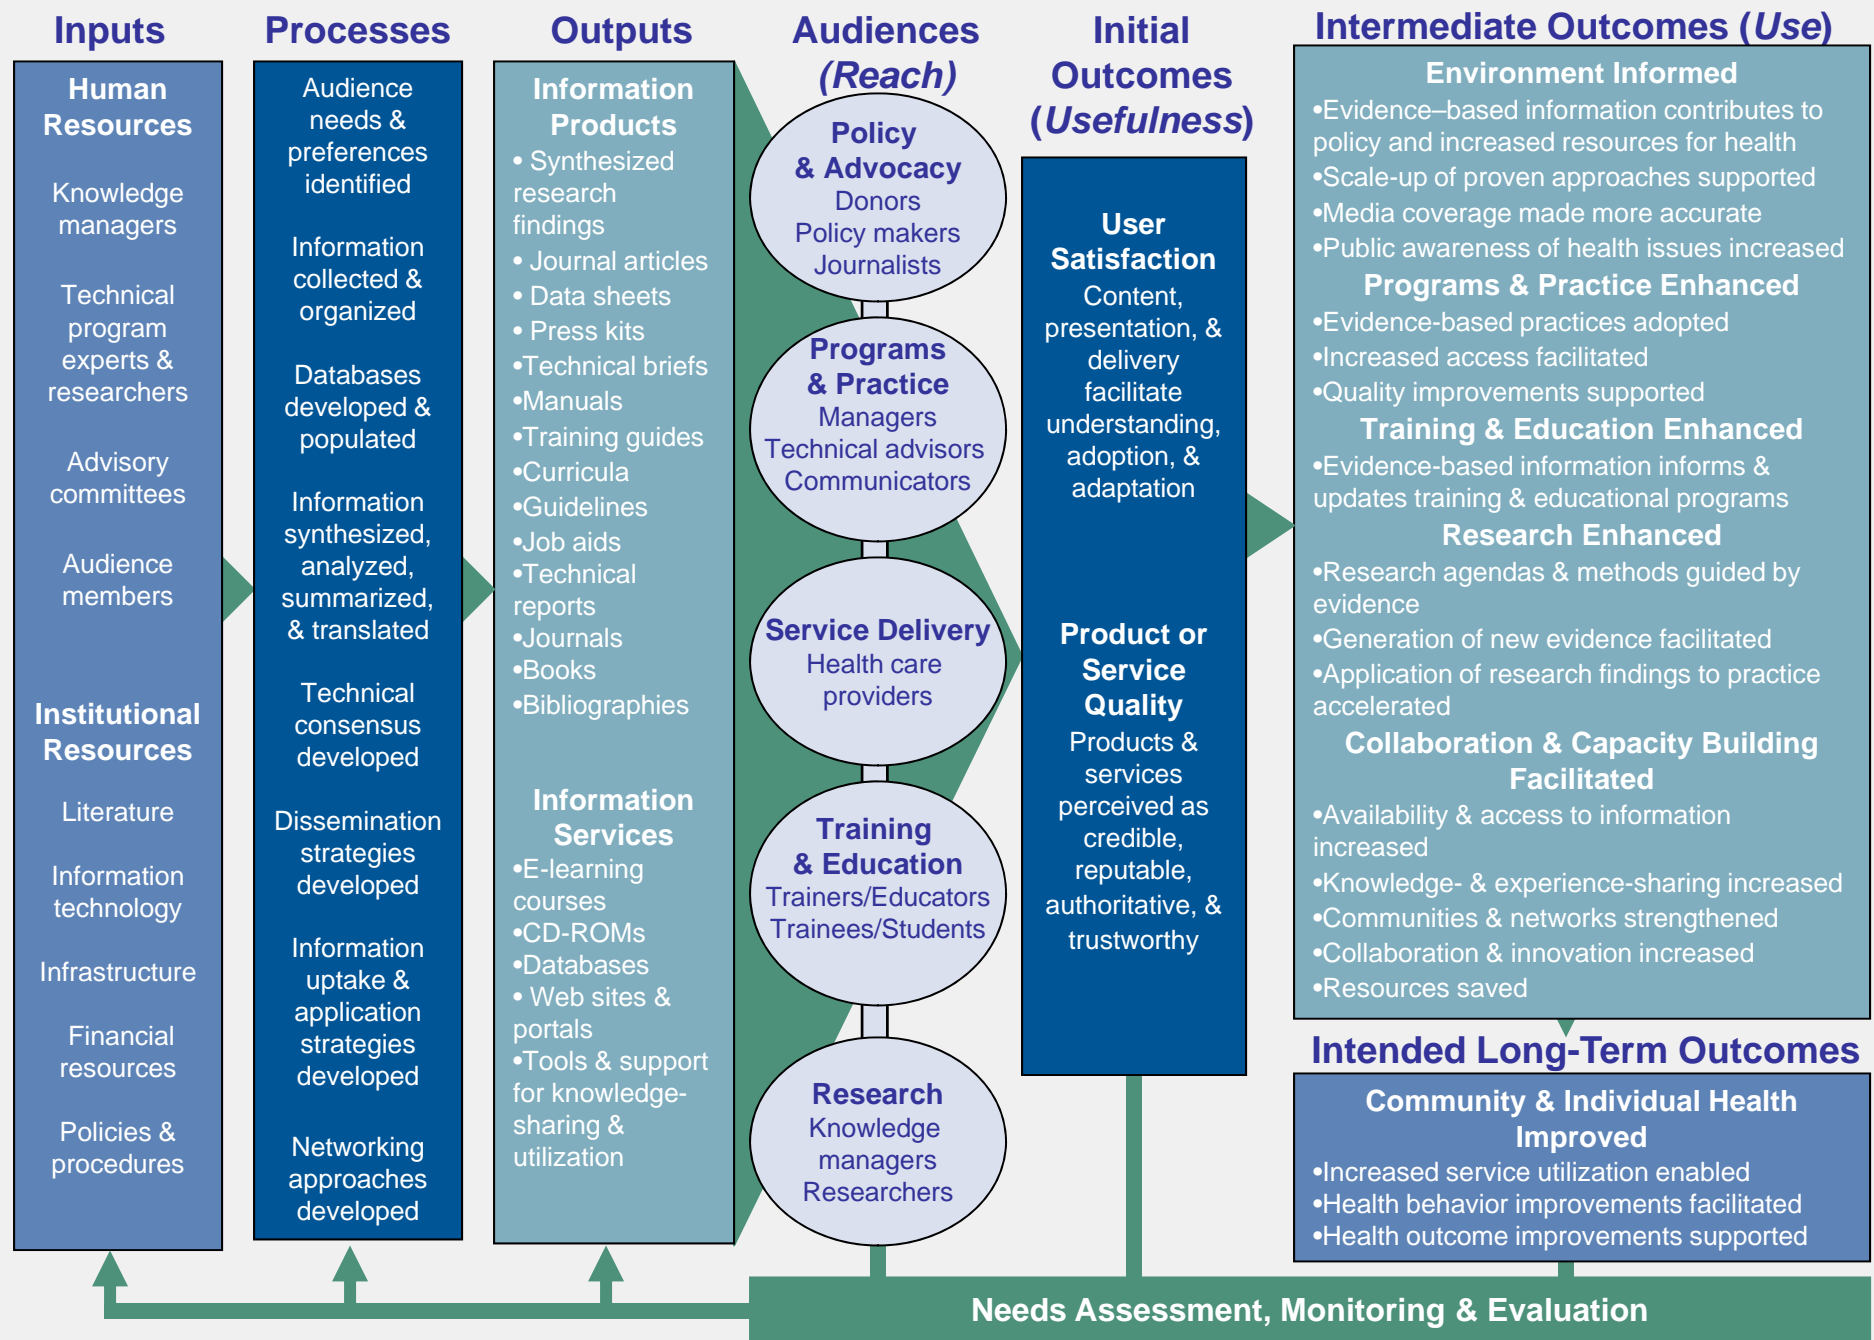 Inputs
Human
Resources
Knowledge
managers
Technical
program
experts &
researchers
Advisory
committees
Audience
members
Institutional
Resources
Literature
Information
technology
Infrastructure
Financial
resources
Policies &
procedures
Processes
Audience
needs &
preferences
identified
Information
collected &
organized
Databases
developed &
populated
Information
synthesized,
analyzed,
summarized,
& translated
Technical
consensus
developed
Dissemination
strategies
developed
Information
uptake &
application
strategies
developed
Networking
approaches
developed
Outputs
Information
Products
• Synthesized
research
findings
• Journal articles
• Data sheets
• Press kits
•Technical briefs
•Manuals
•Training guides
•Curricula
•Guidelines
•Job aids
•Technical
reports
•Journals
•Books
•Bibliographies
Information
Services
•E-learning
courses
•CD-ROMs
•Databases
• Web sites &
portals
•Tools & support
for knowledge-
sharing &
utilization
Audiences
(Reach)
Policy
& Advocacy
Donors
Policy makers
Journalists
Programs
& Practice
Managers
Technical advisors
Communicators
Service Delivery
Health care
providers
Training
& Education
Trainers/Educators
Trainees/Students
Research
Knowledge
managers
Researchers
Initial
Outcomes
(Usefulness)
User
Satisfaction
Content,
presentation, &
delivery
facilitate
understanding,
adoption, &
adaptation
Product or
Service
Quality
Products &
services
perceived as
credible,
reputable,
authoritative, &
trustworthy
Intermediate Outcomes (Use)
Environment Informed
•Evidence–based information contributes to
policy and increased resources for health
•Scale-up of proven approaches supported
•Media coverage made more accurate
•Public awareness of health issues increased
Programs & Practice Enhanced
•Evidence-based practices adopted
•Increased access facilitated
•Quality improvements supported
Training & Education Enhanced
•Evidence-based information informs &
updates training & educational programs
Research Enhanced
•Research agendas & methods guided by
evidence
•Generation of new evidence facilitated
•Application of research findings to practice
accelerated
Collaboration & Capacity Building
Facilitated
•Availability & access to information
increased
•Knowledge- & experience-sharing increased
•Communities & networks strengthened
•Collaboration & innovation increased
•Resources saved
Intended Long-Term Outcomes
Community & Individual Health
Improved
•Increased service utilization enabled
•Health behavior improvements facilitated
•Health outcome improvements supported
Needs Assessment, Monitoring & Evaluation